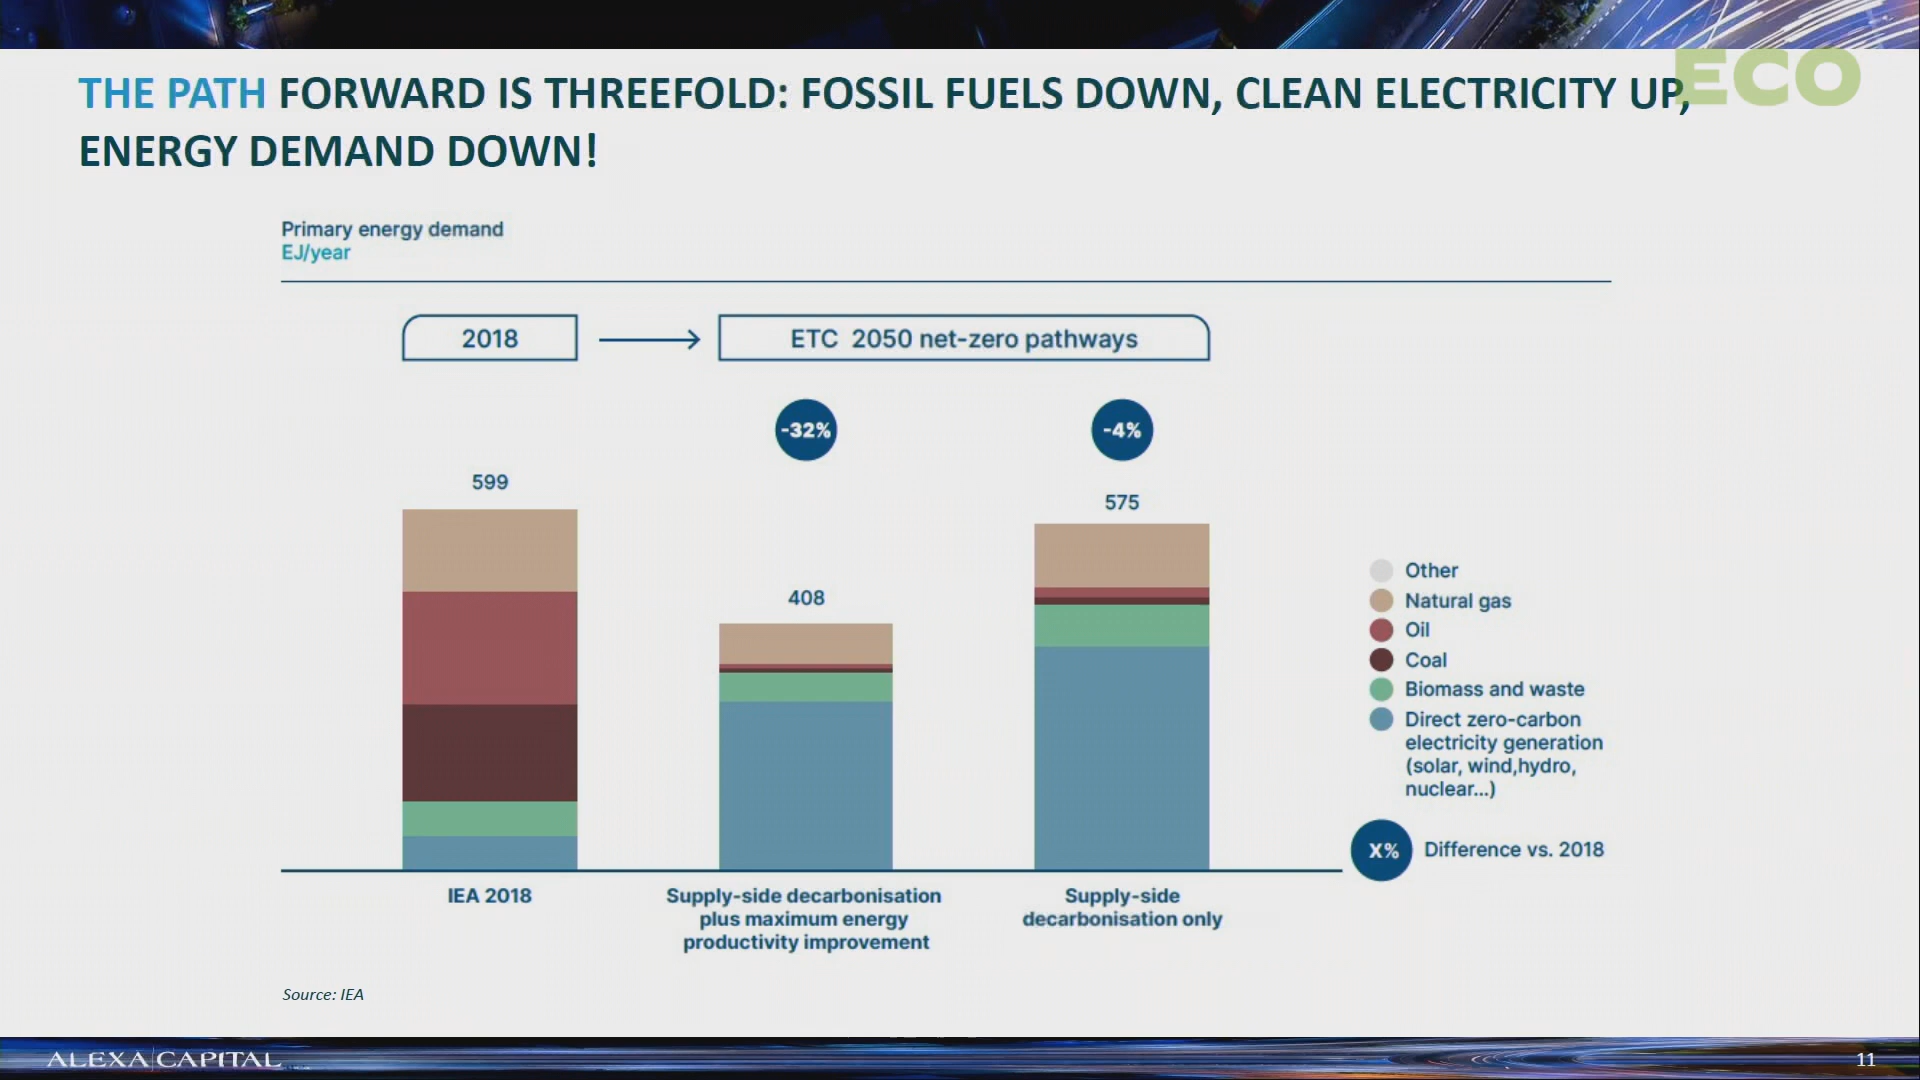 ECO
THE PATH FORWARD IS THREEFOLD: FOSSIL FUELS DOWN, CLEAN ELECTRICITY UP,
ENERGY DEMAND DOWN!
Primary energy demand
EJ/year
2018
ETC 2050 net-zero pathways
-32%
-4%
599
408
575
Other
Natural gas
Oil
Coal
Biomass and waste
Direct zero-carbon
electricity generation
(solar, wind,hydro,
nuclear...)
X% Difference vs. 2018
IEA 2018
Supply-side decarbonisation
plus maximum energy
productivity improvement
Supply-side
decarbonisation only
Source: IEA
ALEXA CAPITAL
11